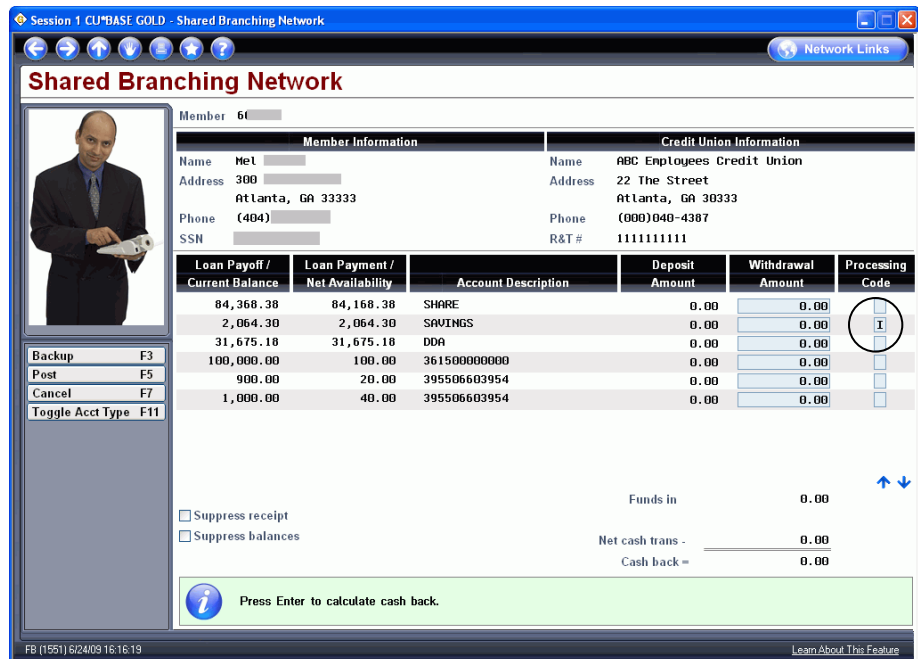 Session 1 CU*BASE GOLD - Shared Branching Network
Network Links
Shared Branching Network
Member 6
Member Information Credit Union Information
Name Mel Name ABC Employees Credit Union
Address 300 Address 22 The Street
Atlanta, GA 33333 Atlanta, GA 30333
Phone (404) Phone (000)040-4387
SSN R&T # 1111111111
Loan Payoff / Loan Payment / Deposit Withdrawal Processing
Current Balance Net Availability Account Description Amount Amount Code
84,368.38 84,168.38 SHARE 0.00 0.00
2,064.30 2,064.30 SAVINGS 0.00 0.00 I
31,675.18 31,675.18 DDA 0.00 0.00
100,000.00 100.00 361500000000 0.00 0.00
900.00 20.00 395506603954 0.00 0.00
1,000.00 40.00 395506603954 0.00 0.00
Backup F3
Post F5
Cancel F7
Toggle Acct Type F11
Funds in 0.00
Suppress receipt
Suppress balances
Net cash trans - 0.00
Cash back = 0.00
Press Enter to calculate cash back.
FB (1551) 6/24/09 16:16:19 Learn About This Feature